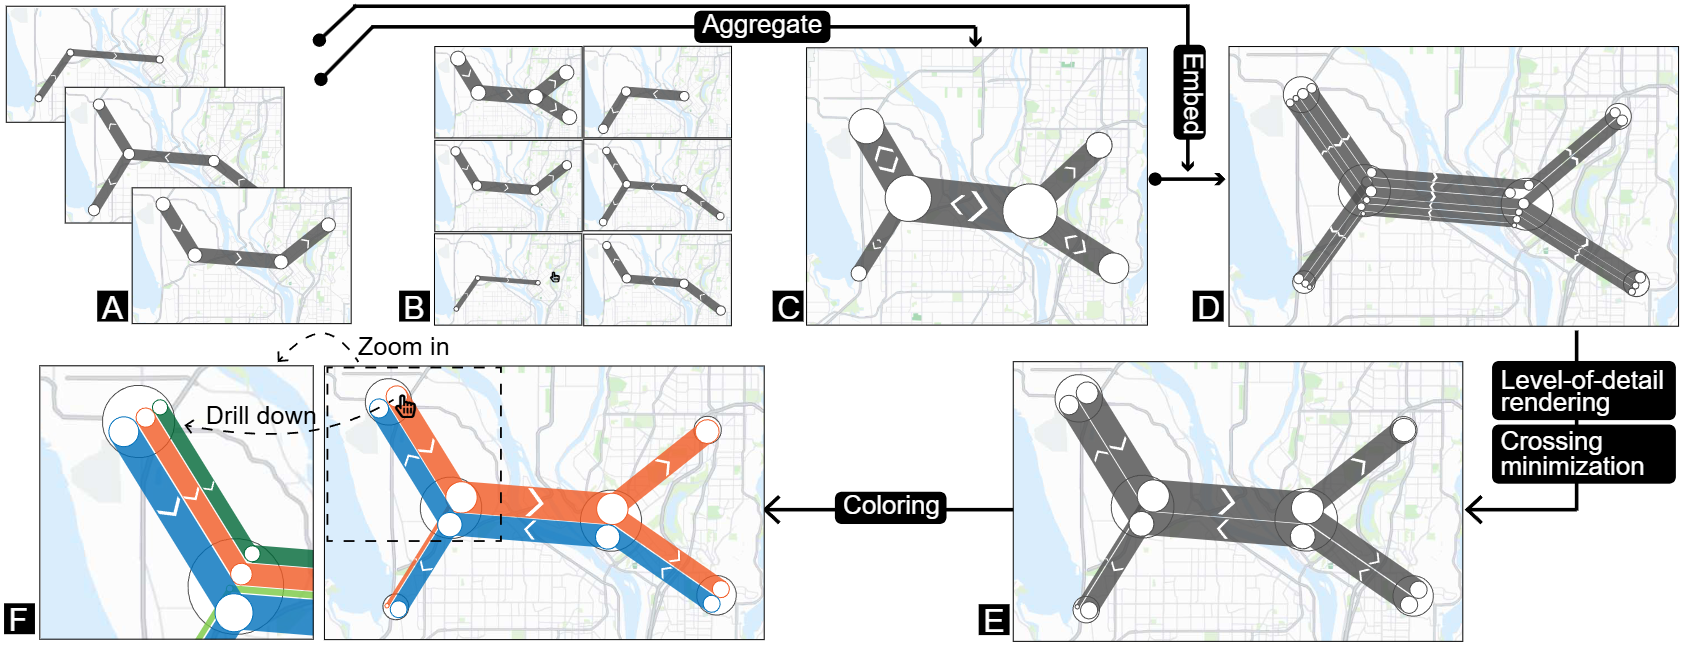 Aggregate
Embed
A
B
C
D
Zoom in
Level-of-detail
rendering
Drill down
Crossing
minimization
Coloring
F
E